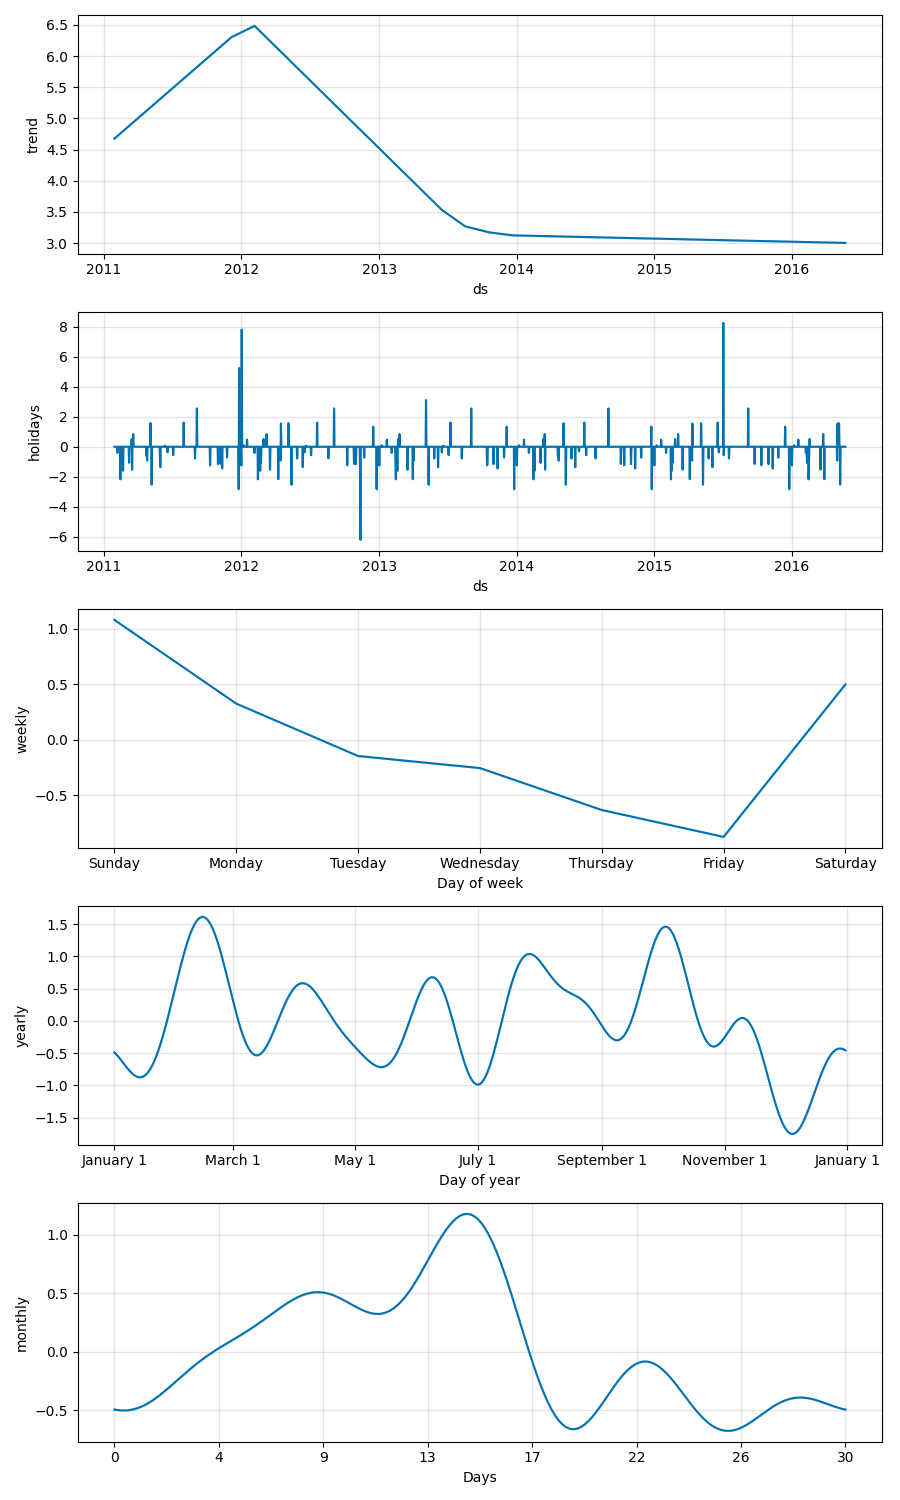 trend
6.5
6.0
5.5
5.0
4.5
4.0
3.5
3.0
2011 2012 2013 2014 2015 2016
ds
holidays
8
6
4
2
0
−2
−4
−6
2011 2012 2013 2014 2015 2016
ds
weekly
1.0
0.5
0.0
−0.5
Sunday Monday Tuesday Wednesday Thursday Friday Saturday
Day of week
yearly
1.5
1.0
0.5
0.0
−0.5
−1.0
−1.5
January 1 March 1 May 1 July 1 September 1 November 1 January 1
Day of year
monthly
1.0
0.5
0.0
−0.5
0 4 9 13 17 22 26 30
Days